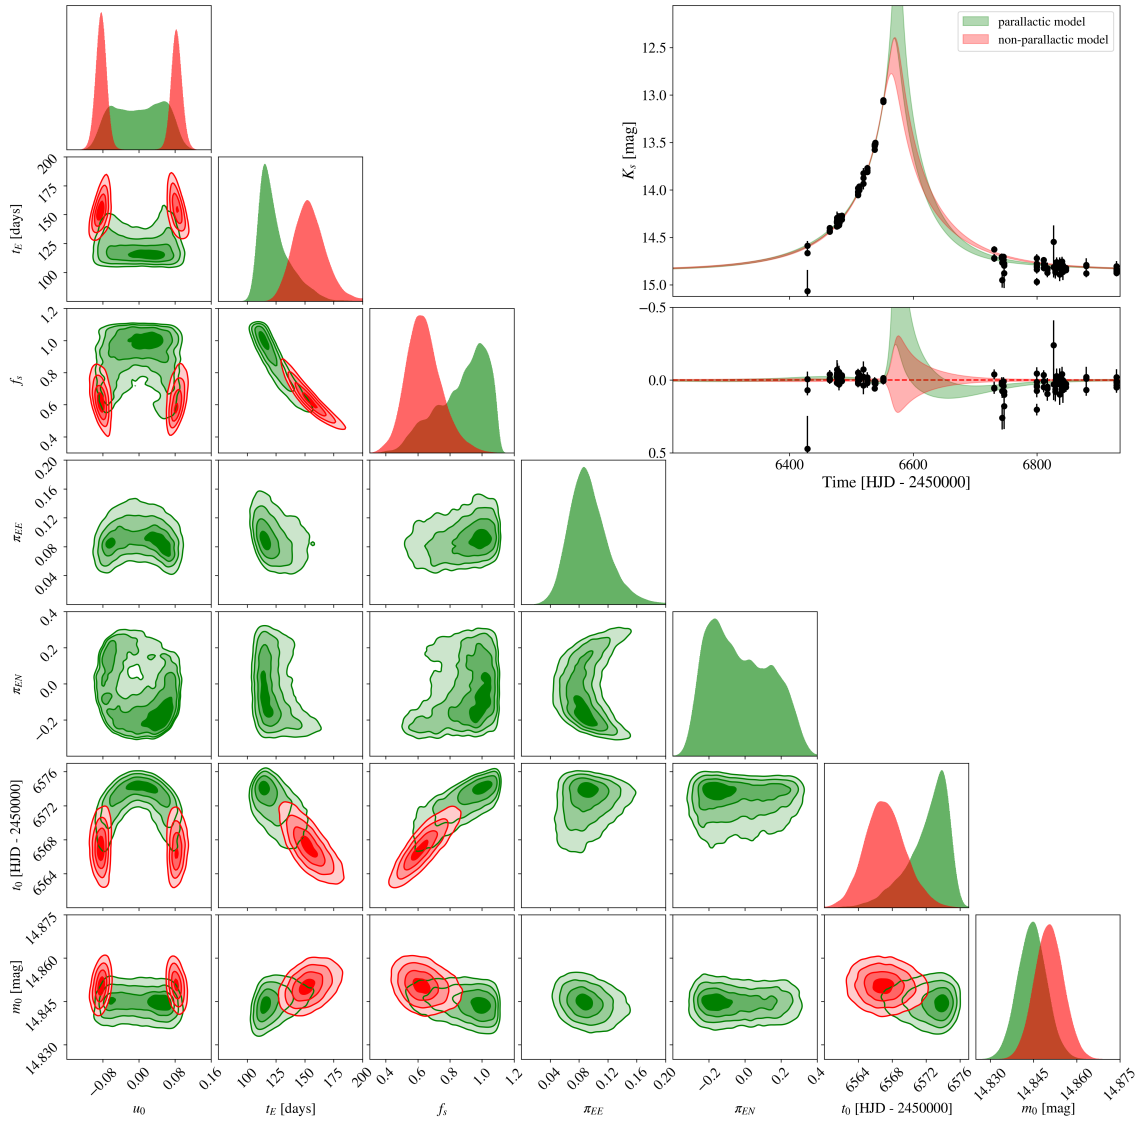 parallactic model
non-parallactic model
12.5
13.0
13.5
14.0
14.5
15.0
K_s [mag]
−0.5
0.0
0.5
6400 6600 6800
Time [HJD - 2450000]
200
175
150
125
100
t_E [days]
1.2
1.0
0.8
0.6
0.4
f_s
0.20
0.16
0.12
0.08
0.04
π_EE
0.4
0.2
0.0
−0.2
π_EN
6576
6572
6568
6564
t_0 [HJD - 2450000]
14.875
14.860
14.845
14.830
m_0 [mag]
−0.08 0.00 0.08 0.16
100 125 150 175 200
0.4 0.6 0.8 1.0 1.2
0.04 0.08 0.12 0.16 0.20
−0.2 0.0 0.2 0.4
6564 6568 6572 6576
14.830 14.845 14.860 14.875
u_0 t_E [days] f_s π_EE π_EN t_0 [HJD - 2450000] m_0 [mag]